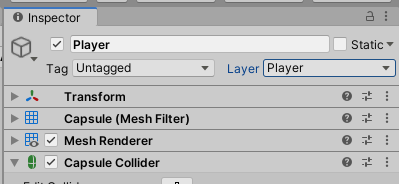 Inspector
Player
Static
Tag Untagged Layer Player
Transform
Capsule (Mesh Filter)
Mesh Renderer
Capsule Collider